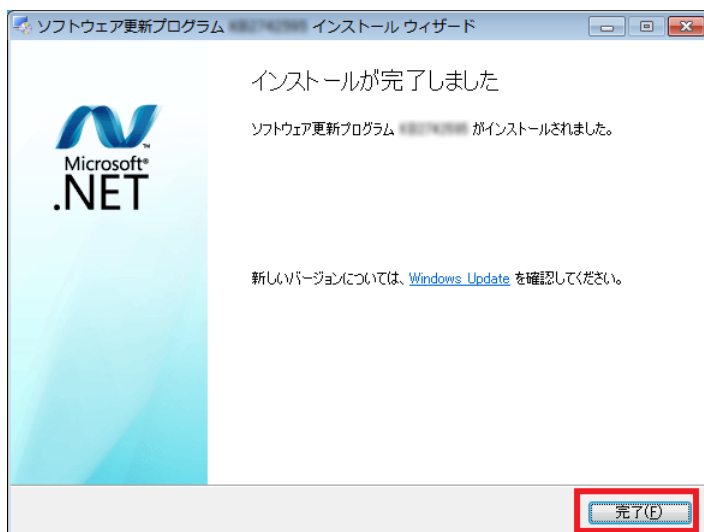 ソフトウェア更新プログラム インストール ウィザード
インストールが完了しました
ソフトウェア更新プログラム がインストールされました。
Microsoft®
.NET™
新しいバージョンについては、Windows Update を確認してください。
完了(F)